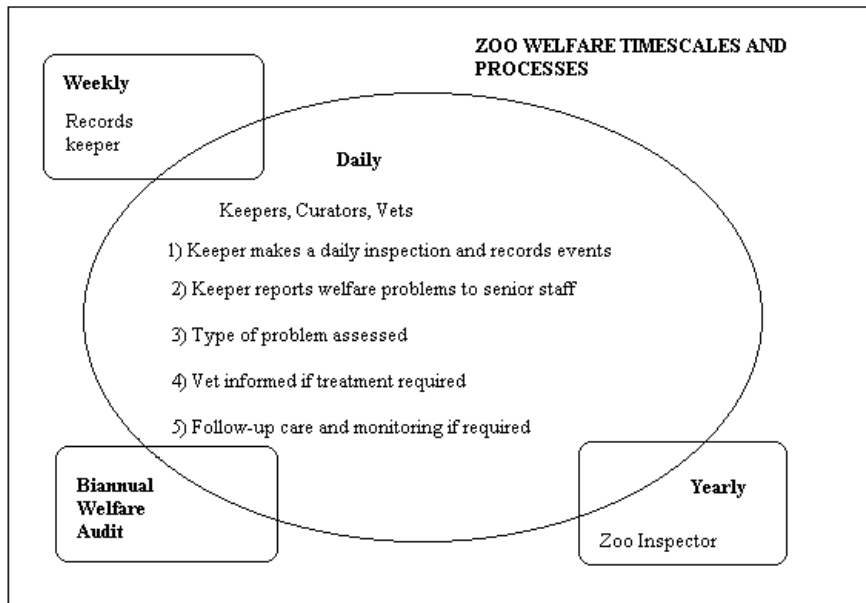 ZOO WELFARE TIMESCALES AND
PROCESSES
Weekly
Records
keeper
Daily
Keepers, Curators, Vets
1) Keeper makes a daily inspection and records events
2) Keeper reports welfare problems to senior staff
3) Type of problem assessed
4) Vet informed if treatment required
5) Follow-up care and monitoring if required
Biannual
Welfare
Audit
Yearly
Zoo Inspector